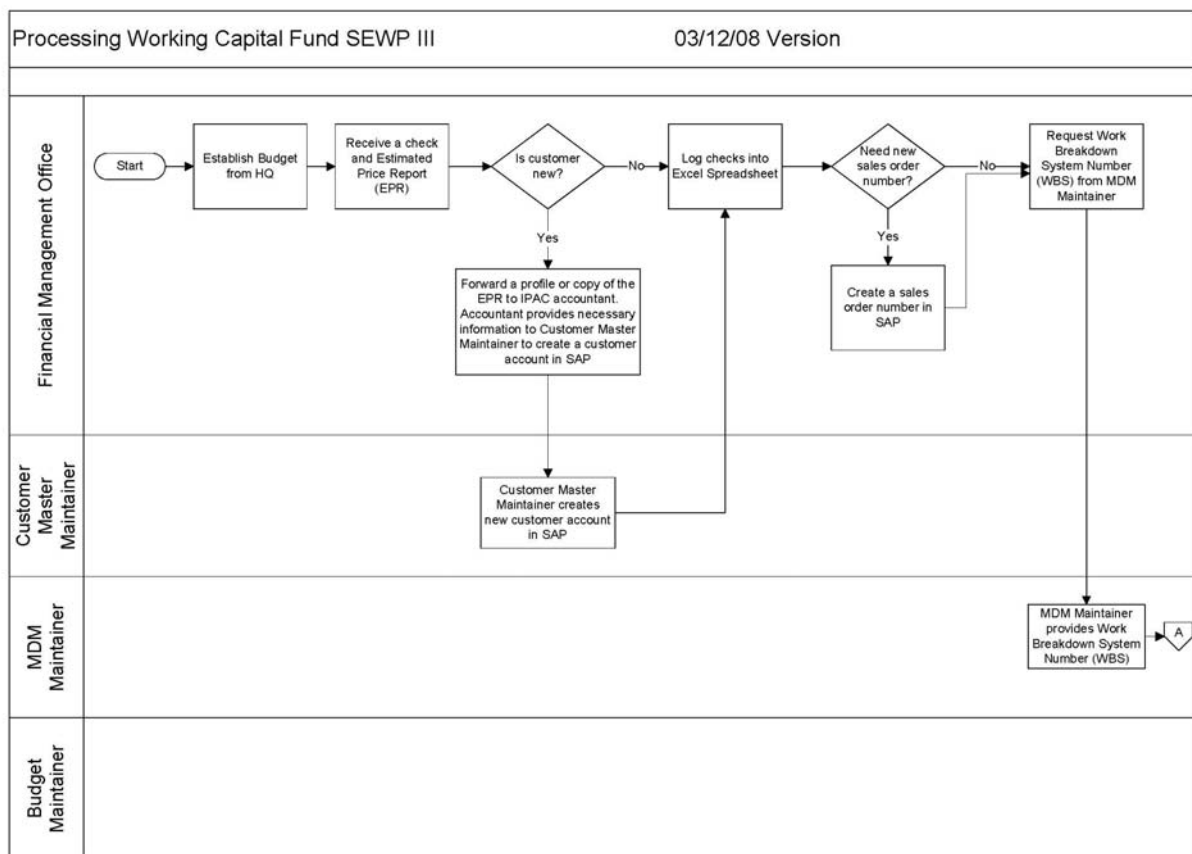 Processing Working Capital Fund SEWP III
03/12/08 Version
Financial Management Office
Start
Establish Budget
from HQ
Receive a check
and Estimated
Price Report
(EPR)
Is customer
new?
No
Log checks into
Excel Spreadsheet
Need new
sales order
number?
No
Request Work
Breakdown
System Number
(WBS) from MDM
Maintainer
Yes
Forward a profile or copy of the
EPR to IPAC accountant.
Accountant provides necessary
information to Customer Master
Maintainer to create a customer
account in SAP
Yes
Create a sales
order number in
SAP
Customer
Master
Maintainer
Customer Master
Maintainer creates
new customer account
in SAP
MDM
Maintainer
MDM Maintainer
provides Work
Breakdown System
Number (WBS)
A
Budget
Maintainer